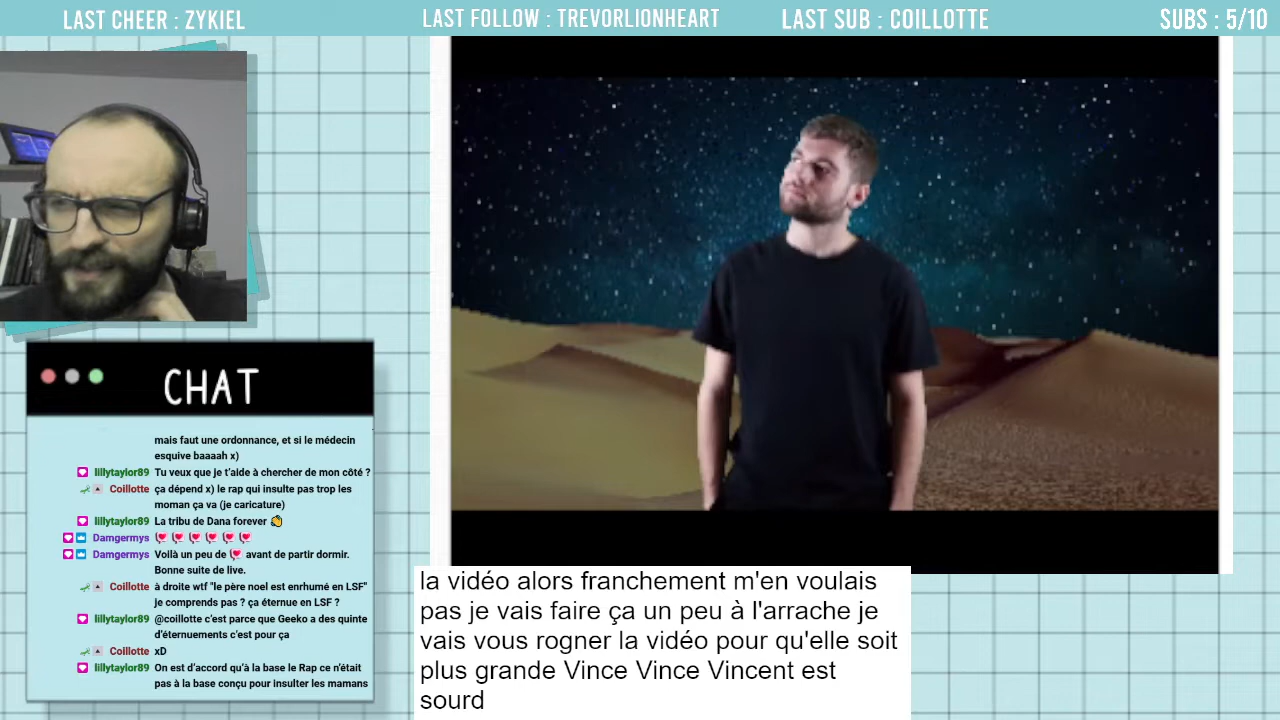 LAST CHEER : ZYKIEL
LAST FOLLOW : TREVORLIONHEART
LAST SUB : COILLOTTE
SUBS : 5/10
CHAT
mais faut une ordonnance, et si le médecin
esquive baaaah x)
lillytaylor89 Tu veux que je t'aide à chercher de mon côté ?
Coillotte ça dépend x) le rap qui insulte pas trop les
moman ça va (je caricature)
lillytaylor89 La tribu de Dana forever
Damgermys
Damgermys Voilà un peu de avant de partir dormir.
Bonne suite de live.
Coillotte à droite wtf "le père noel est enrhumé en LSF"
je comprends pas ? ça éternue en LSF ?
lillytaylor89 @coillotte c'est parce que Geeko a des quinte
d'éternuements c'est pour ça
Coillotte xD
lillytaylor89 On est d'accord qu'à la base le Rap ce n'était
pas à la base conçu pour insulter les mamans
la vidéo alors franchement m'en voulais
pas je vais faire ça un peu à l'arrache je
vais vous rogner la vidéo pour qu'elle soit
plus grande Vince Vince Vincent est
sourd